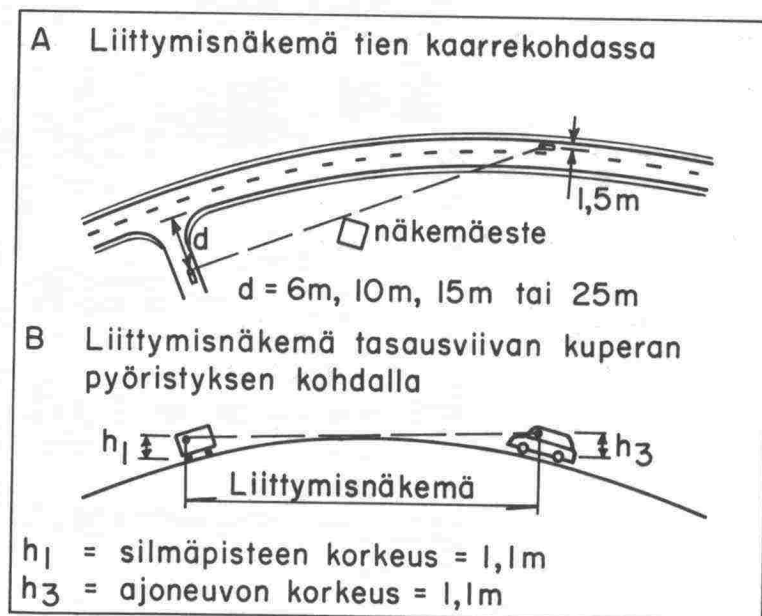 A Liittymisnäkemä tien kaarrekohdassa
1,5m
d
näkemäeste
d = 6m, 10m, 15m tai 25m
B Liittymisnäkemä tasausviivan kuperan
pyöristyksen kohdalla
h1
h3
Liittymisnäkemä
h1 = silmäpisteen korkeus = 1,1m
h3 = ajoneuvon korkeus = 1,1m